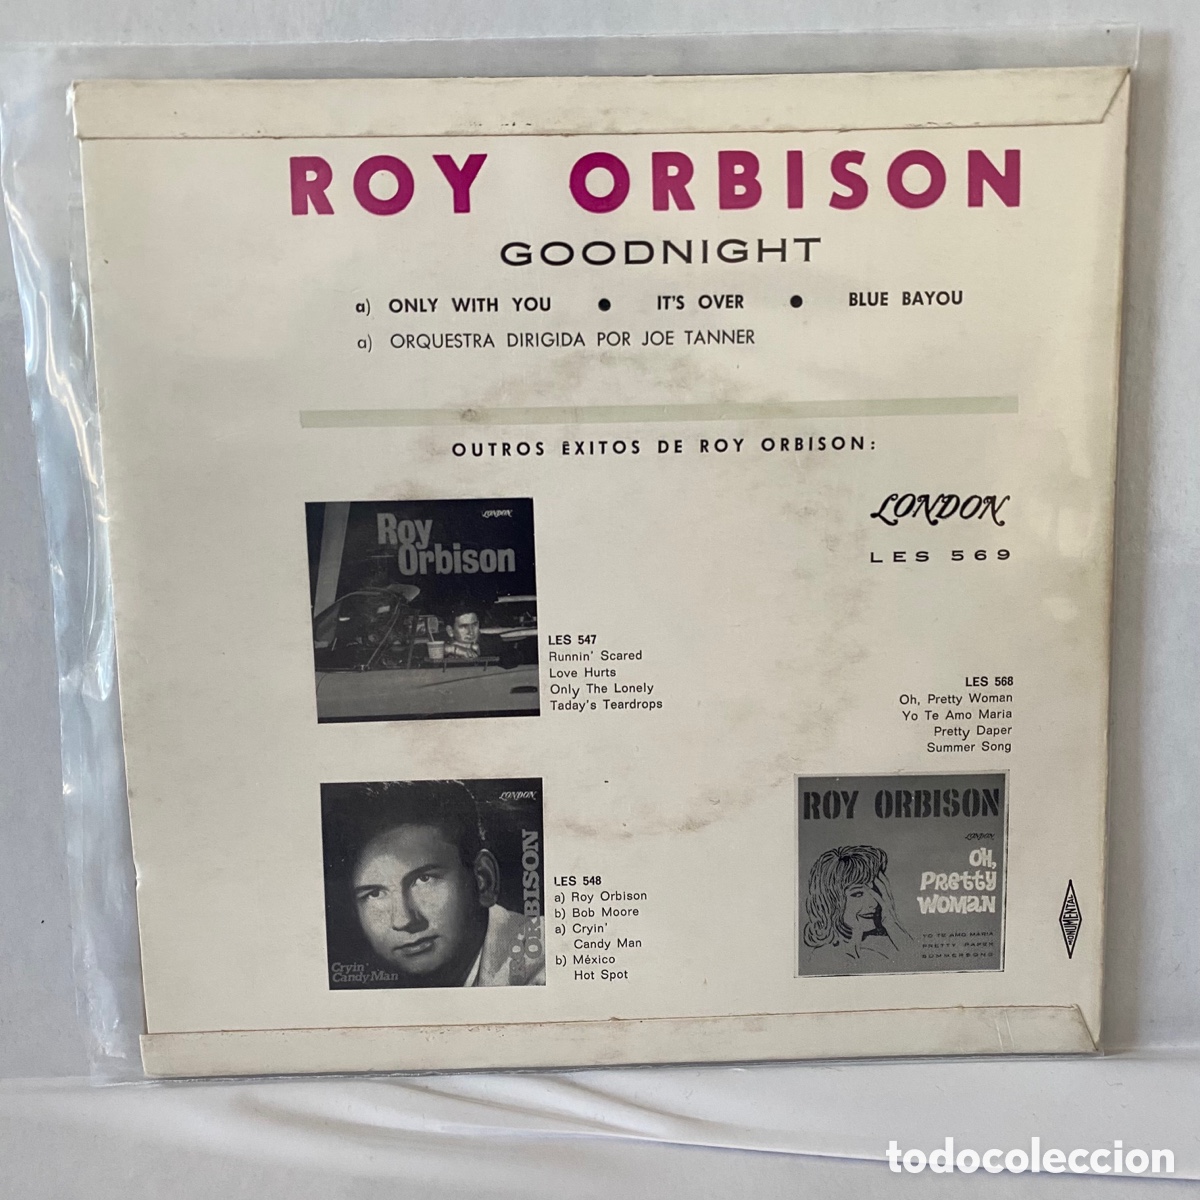 ROY ORBISON
GOODNIGHT
a) ONLY WITH YOU • IT'S OVER • BLUE BAYOU
a) ORQUESTRA DIRIGIDA POR JOE TANNER
OUTROS ÊXITOS DE ROY ORBISON:
LONDON
LES 569
LONDON
Roy
Orbison
LES 547
Runnin' Scared
Love Hurts
Only The Lonely
Taday's Teardrops
LES 568
Oh, Pretty Woman
Yo Te Amo Maria
Pretty Daper
Summer Song
LONDON
ROY ORBISON
Cryin'
Candy Man
LES 548
a) Roy Orbison
b) Bob Moore
a) Cryin'
Candy Man
b) México
Hot Spot
ROY ORBISON
LONDON
OH,
PRETTY
WOMAN
YO TE AMO MARIA
PRETTY PAPER
SUMMERSONG
MONUMENTAL
todocoleccion